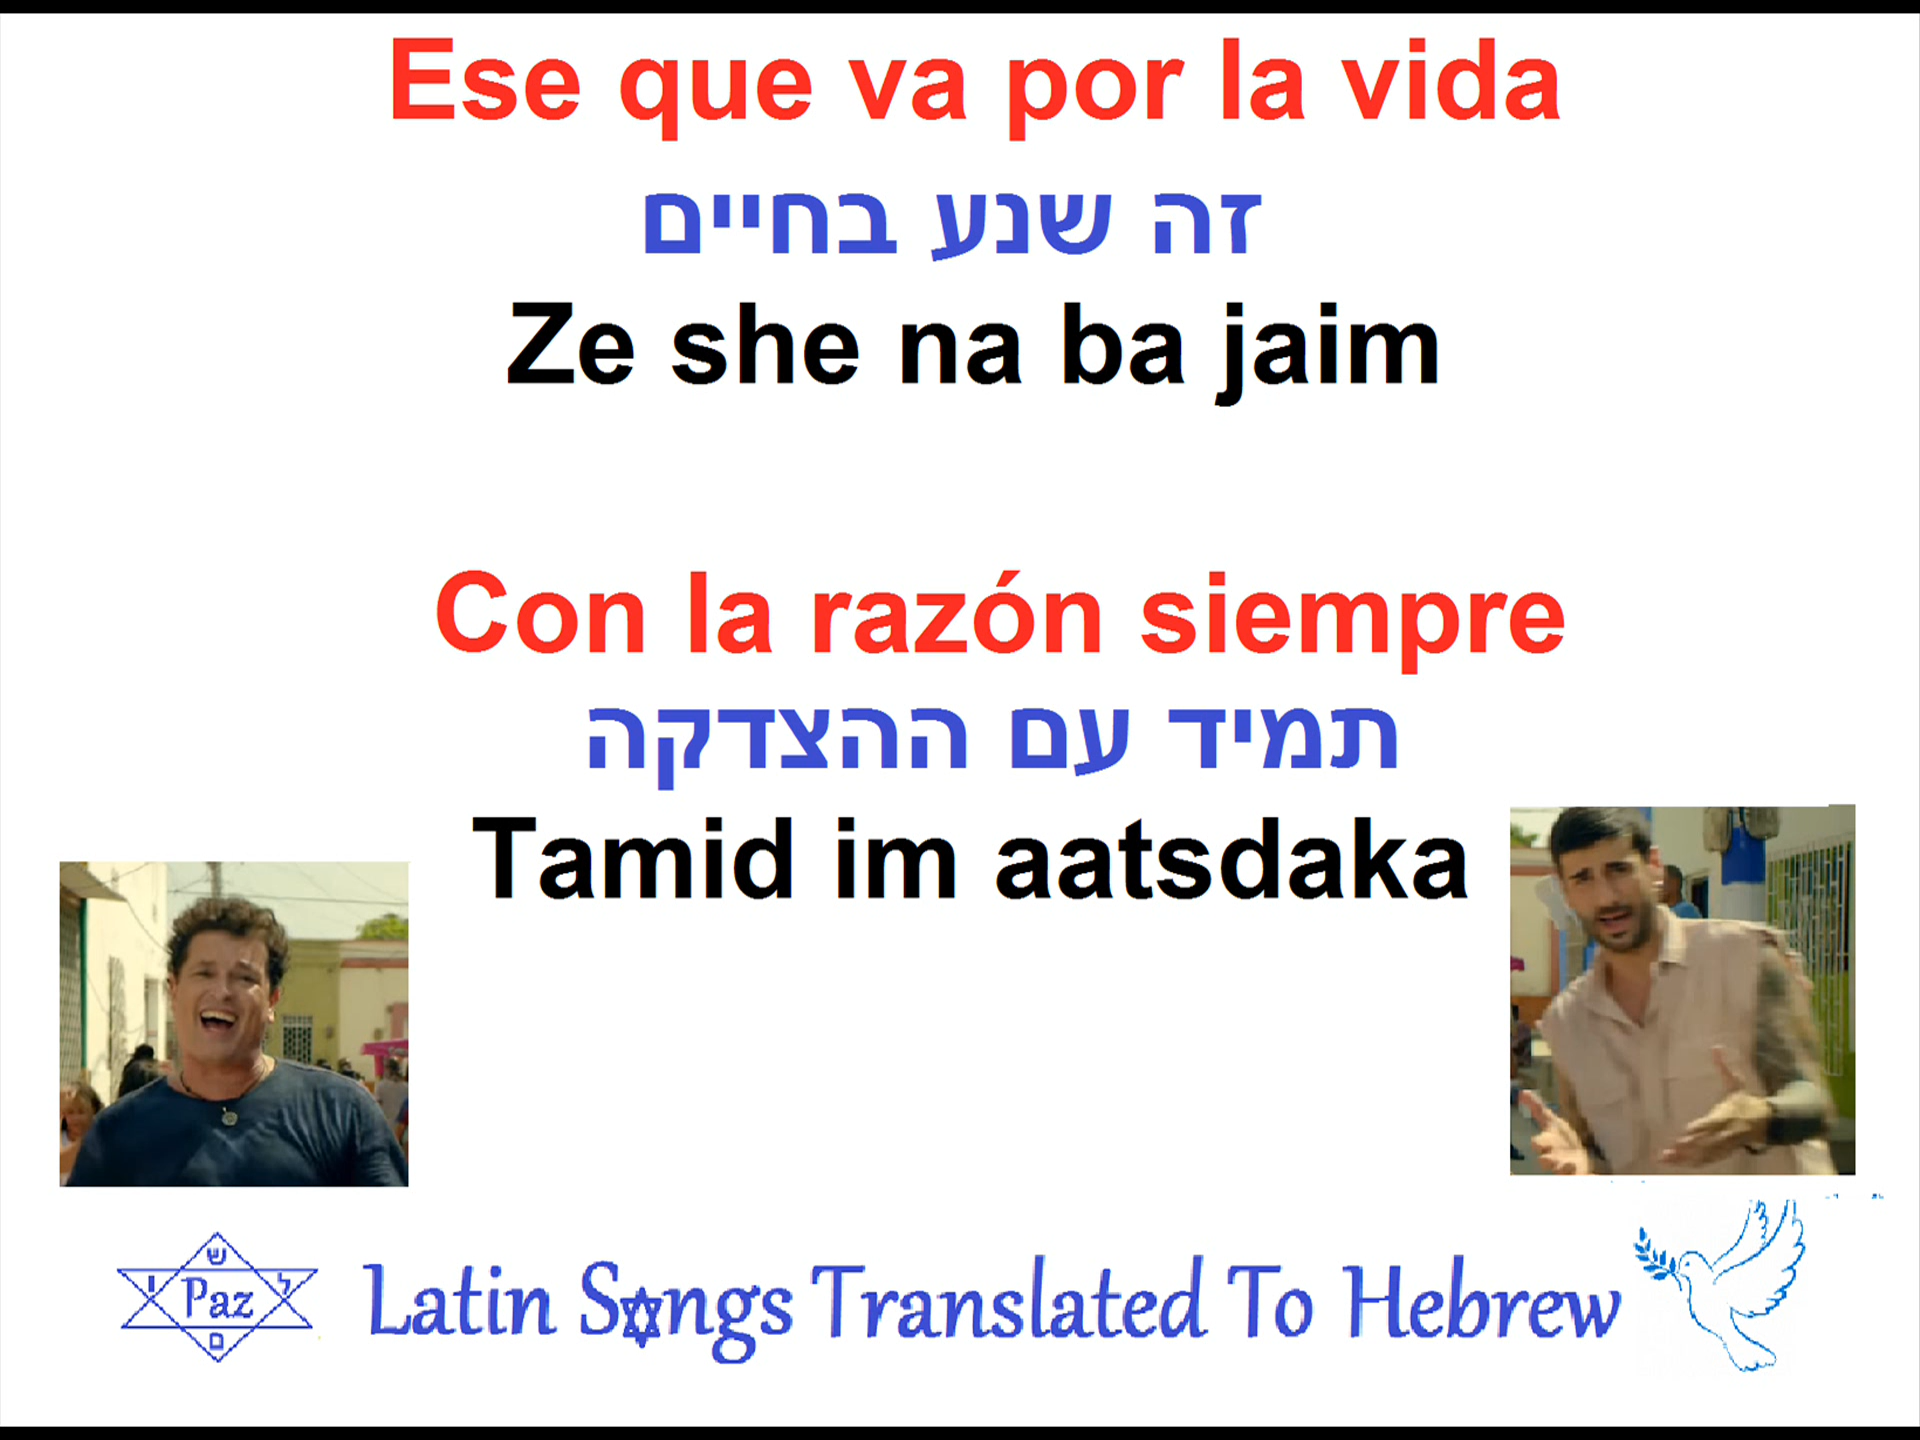 Ese que va por la vida
זה שנע בחיים
Ze she na ba jaim
Con la razón siempre
תמיד עם ההצדקה
Tamid im aatsdaka
ש
ו Paz ל
ם
Latin Songs Translated To Hebrew